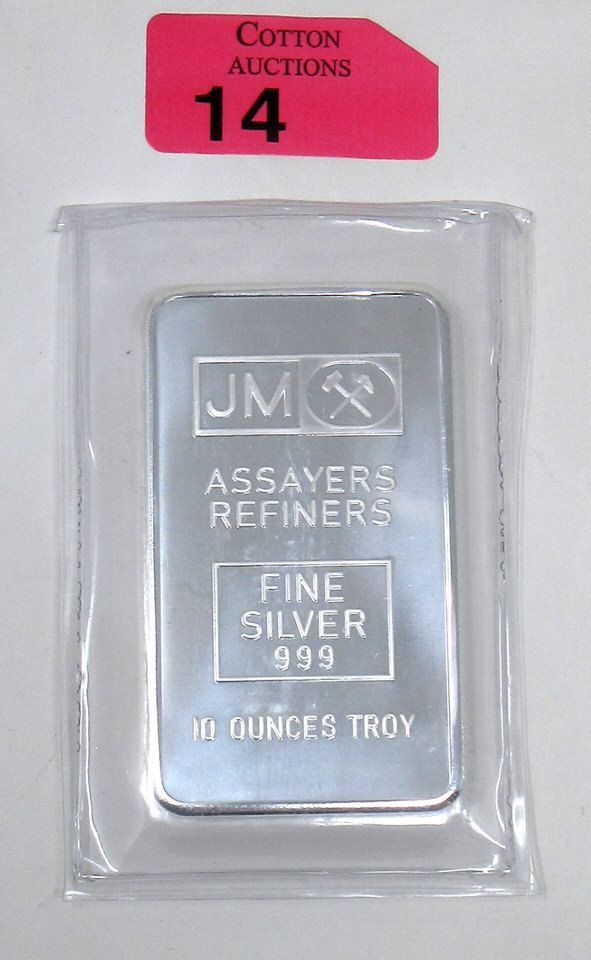 COTTON
AUCTIONS
14
JM
ASSAYERS
REFINERS
FINE
SILVER
999
10 OUNCES TROY